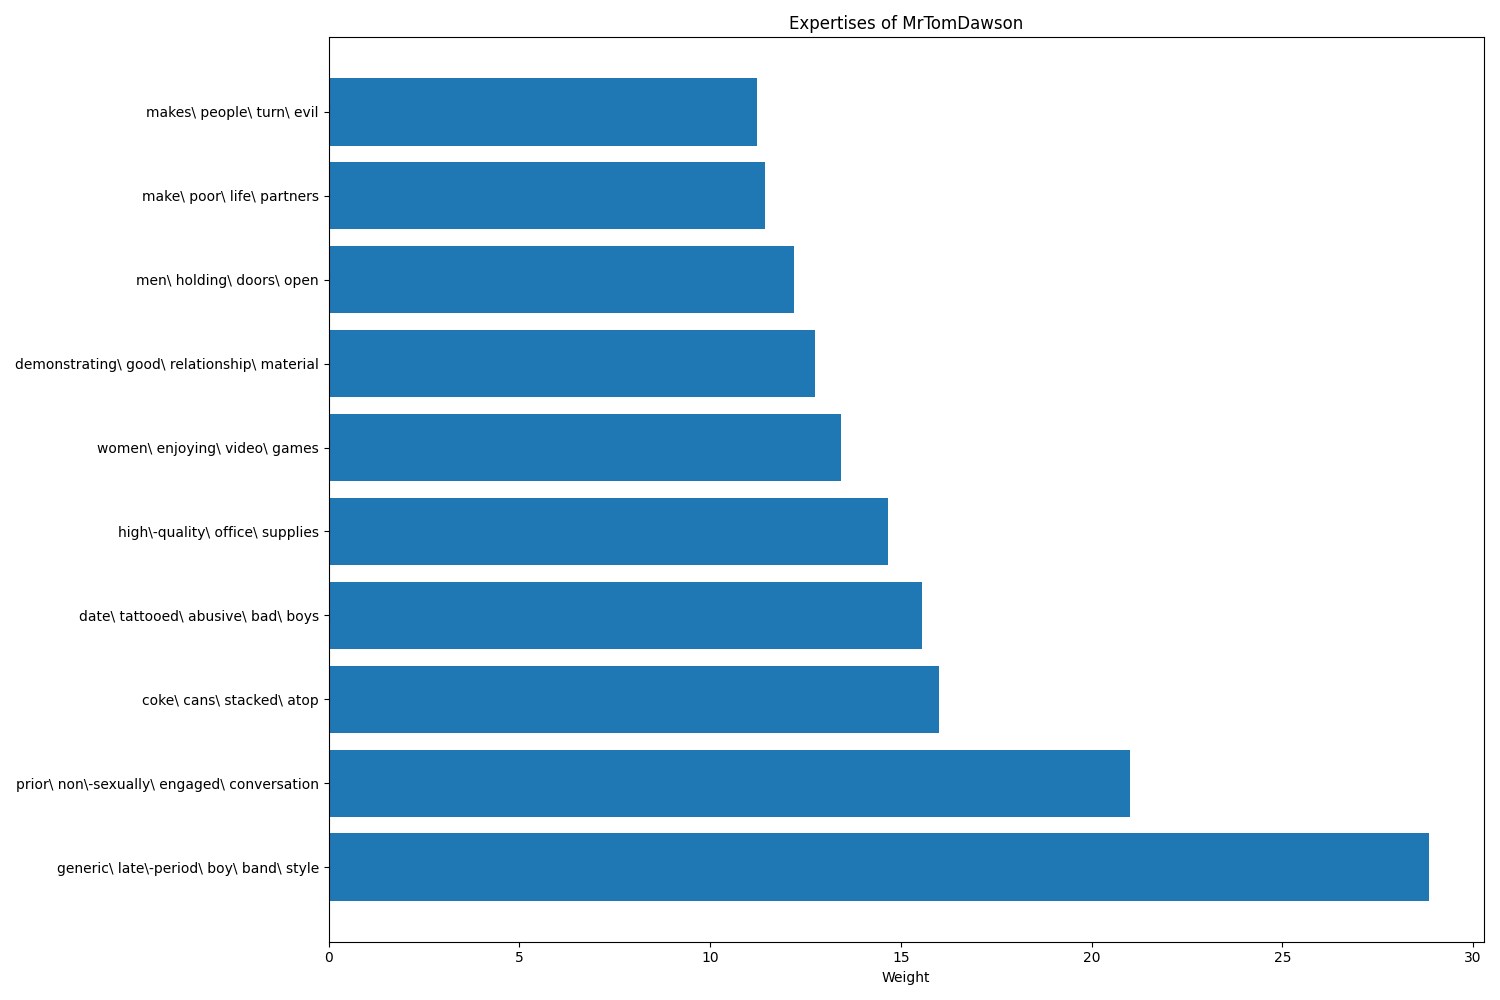 Expertises of MrTomDawson
makes\ people\ turn\ evil
make\ poor\ life\ partners
men\ holding\ doors\ open
demonstrating\ good\ relationship\ material
women\ enjoying\ video\ games
high\-quality\ office\ supplies
date\ tattooed\ abusive\ bad\ boys
coke\ cans\ stacked\ atop
prior\ non\-sexually\ engaged\ conversation
generic\ late\-period\ boy\ band\ style
0 5 10 15 20 25 30
Weight